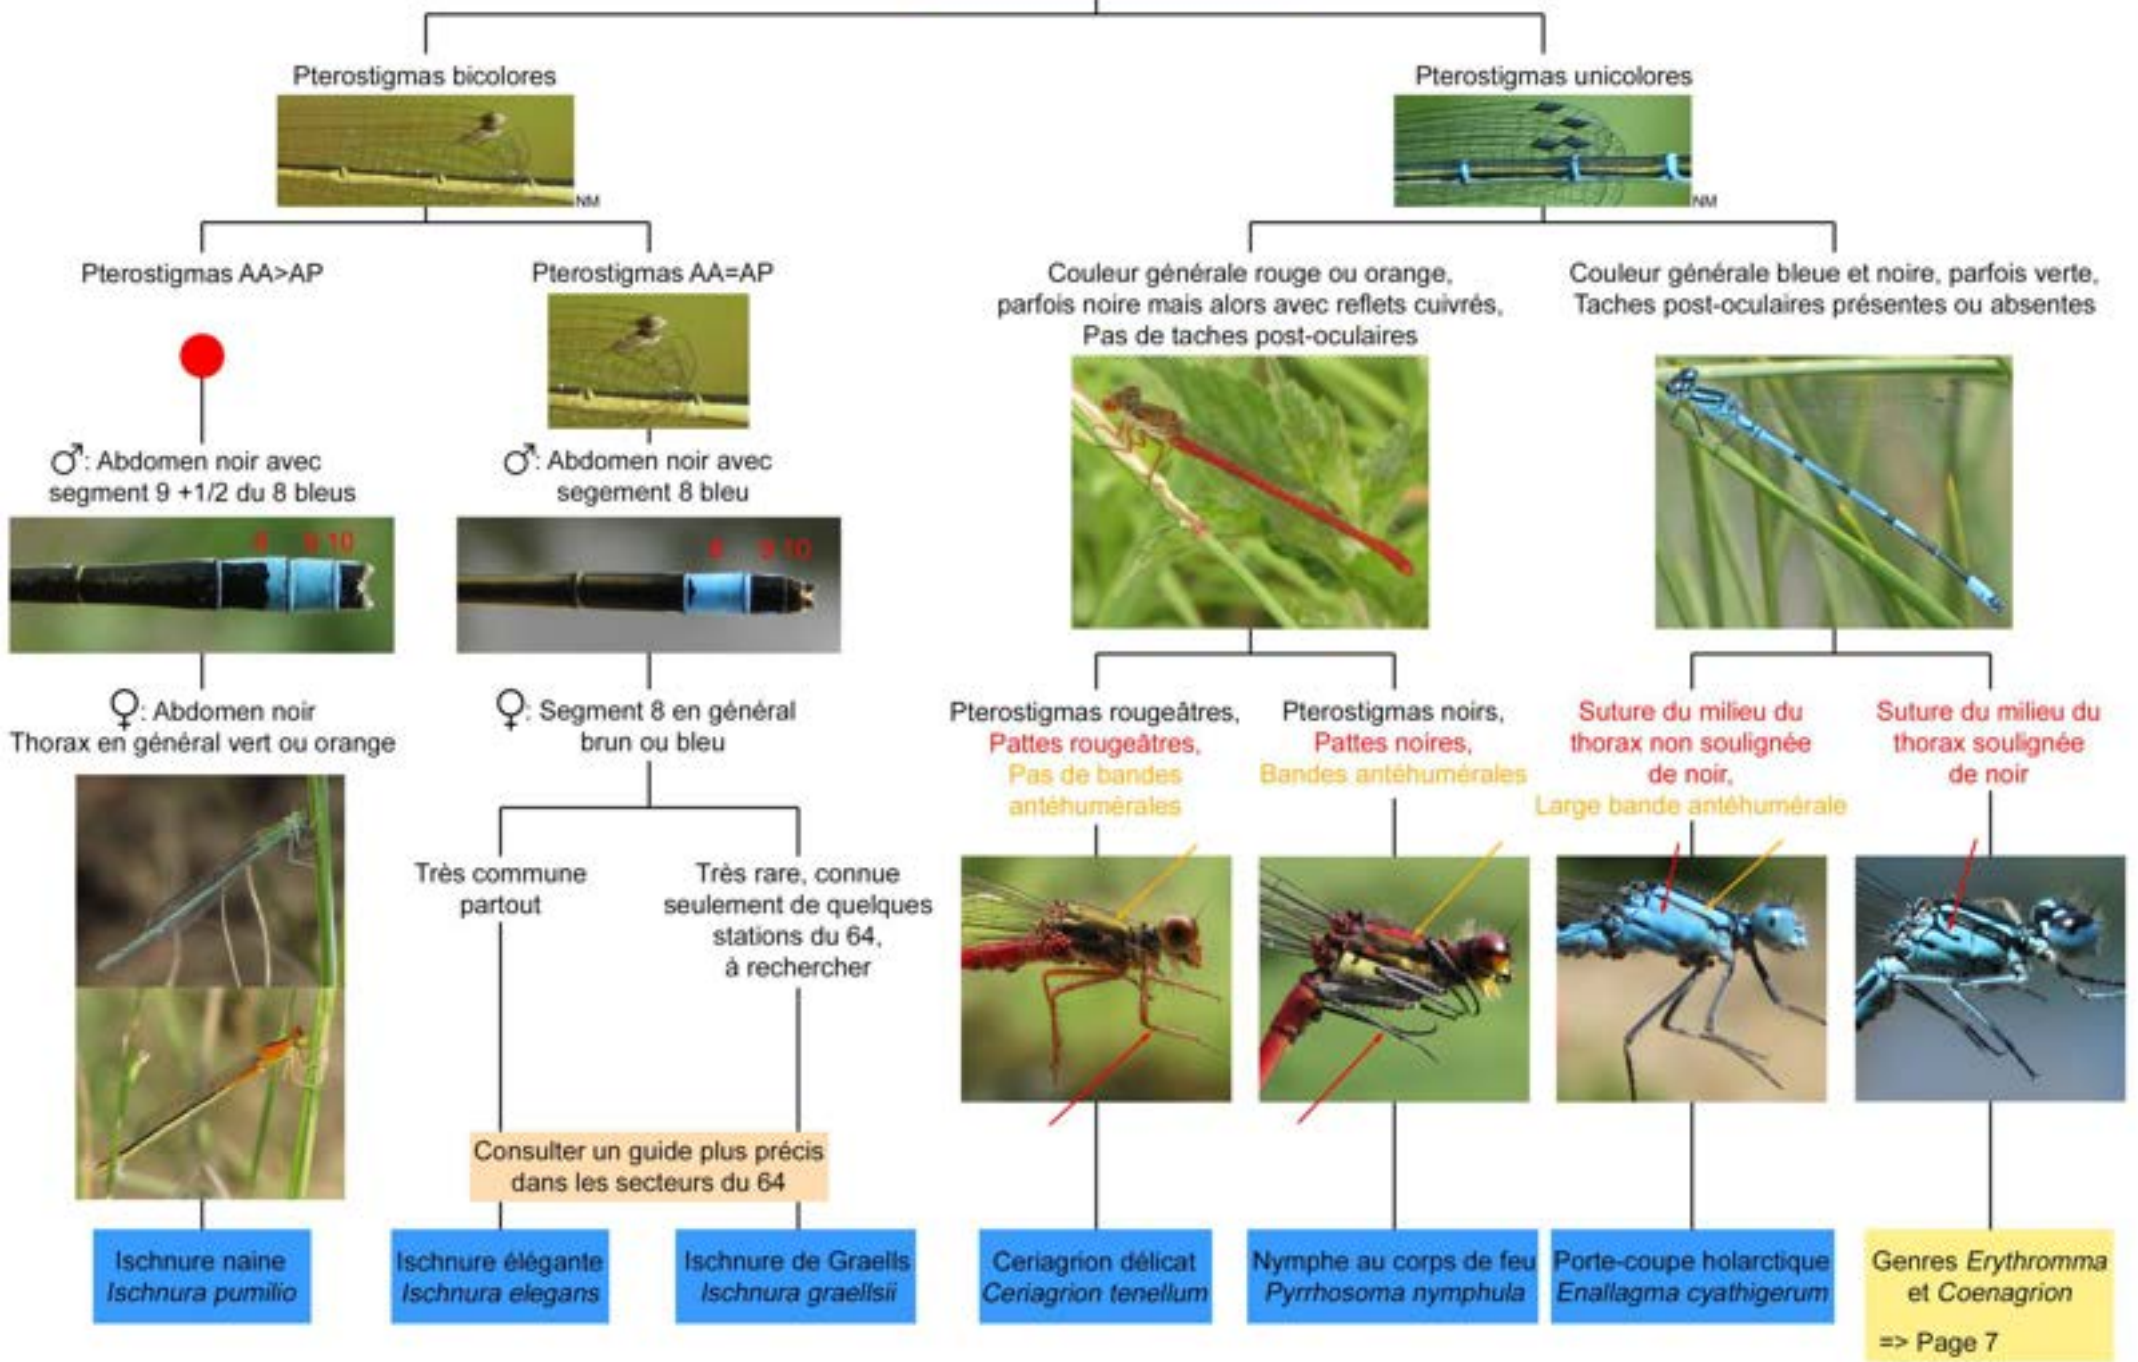 Pterostigmas bicolores
Pterostigmas unicolores
NM
NM
Pterostigmas AA>AP
Pterostigmas AA=AP
Couleur générale rouge ou orange,
parfois noire mais alors avec reflets cuivrés,
Pas de taches post-oculaires
Couleur générale bleue et noire, parfois verte,
Taches post-oculaires présentes ou absentes
♂: Abdomen noir avec
segment 9 +1/2 du 8 bleus
♂: Abdomen noir avec
segement 8 bleu
8 9 10
8 9 10
♀: Abdomen noir
Thorax en général vert ou orange
♀: Segment 8 en général
brun ou bleu
Pterostigmas rougeâtres,
Pattes rougeâtres,
Pas de bandes
antéhumérales
Pterostigmas noirs,
Pattes noires,
Bandes antéhumérales
Suture du milieu du
thorax non soulignée
de noir,
Large bande antéhumérale
Suture du milieu du
thorax soulignée
de noir
Très commune
partout
Très rare, connue
seulement de quelques
stations du 64,
à rechercher
Consulter un guide plus précis
dans les secteurs du 64
Ischnure naine
Ischnura pumilio
Ischnure élégante
Ischnura elegans
Ischnure de Graells
Ischnura graellsii
Ceriagrion délicat
Ceriagrion tenellum
Nymphe au corps de feu
Pyrrhosoma nymphula
Porte-coupe holarctique
Enallagma cyathigerum
Genres Erythromma
et Coenagrion
=> Page 7